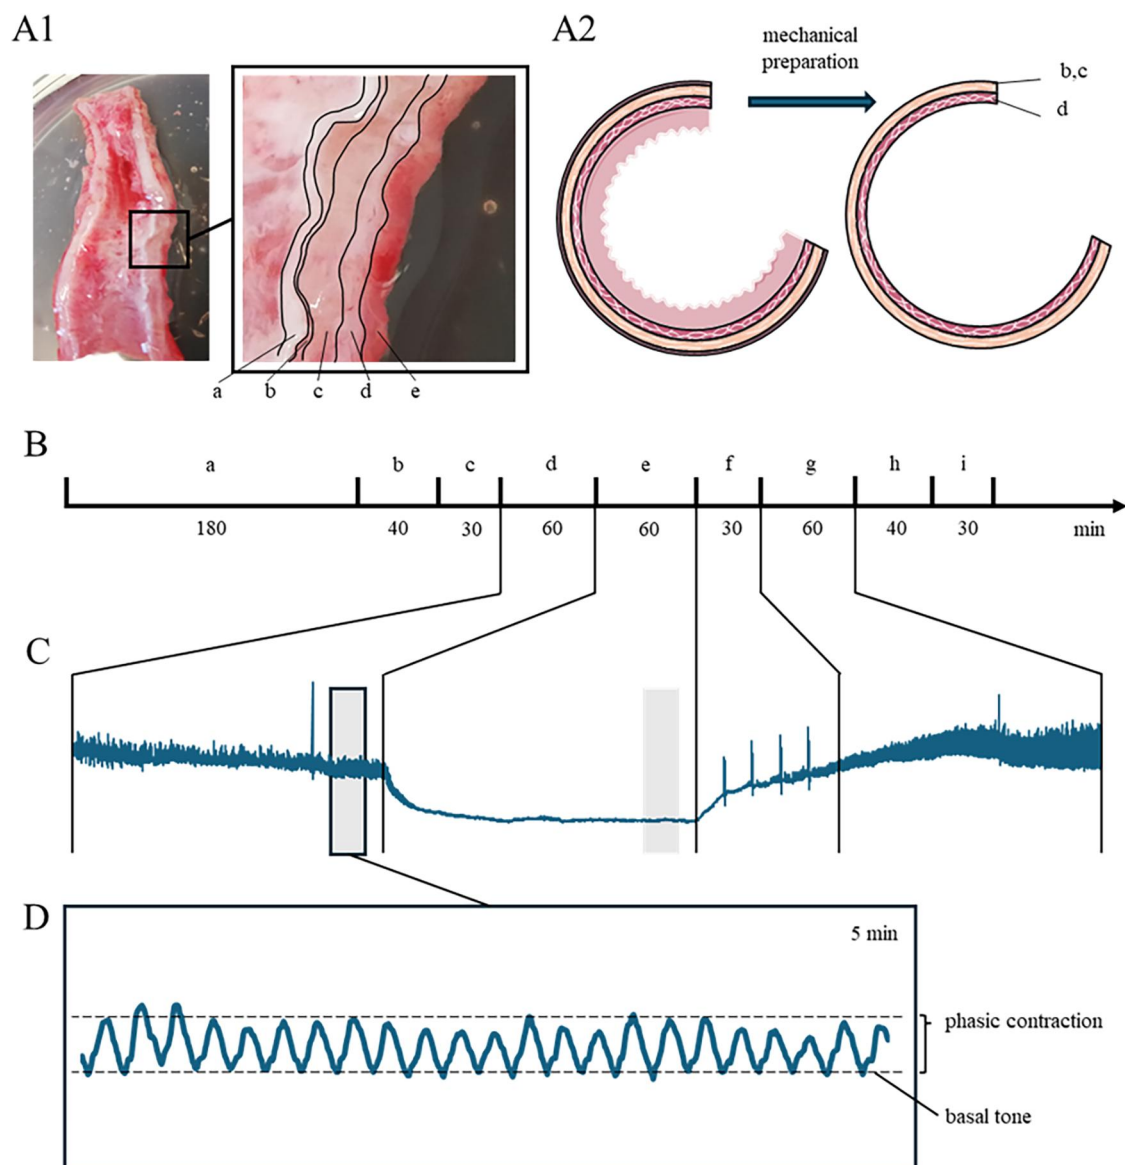 A1
A2
mechanical
preparation
b,c
d
a b c d e
B
a b c d e f g h i
180 40 30 60 60 30 60 40 30 min
C
D
5 min
phasic contraction
basal tone